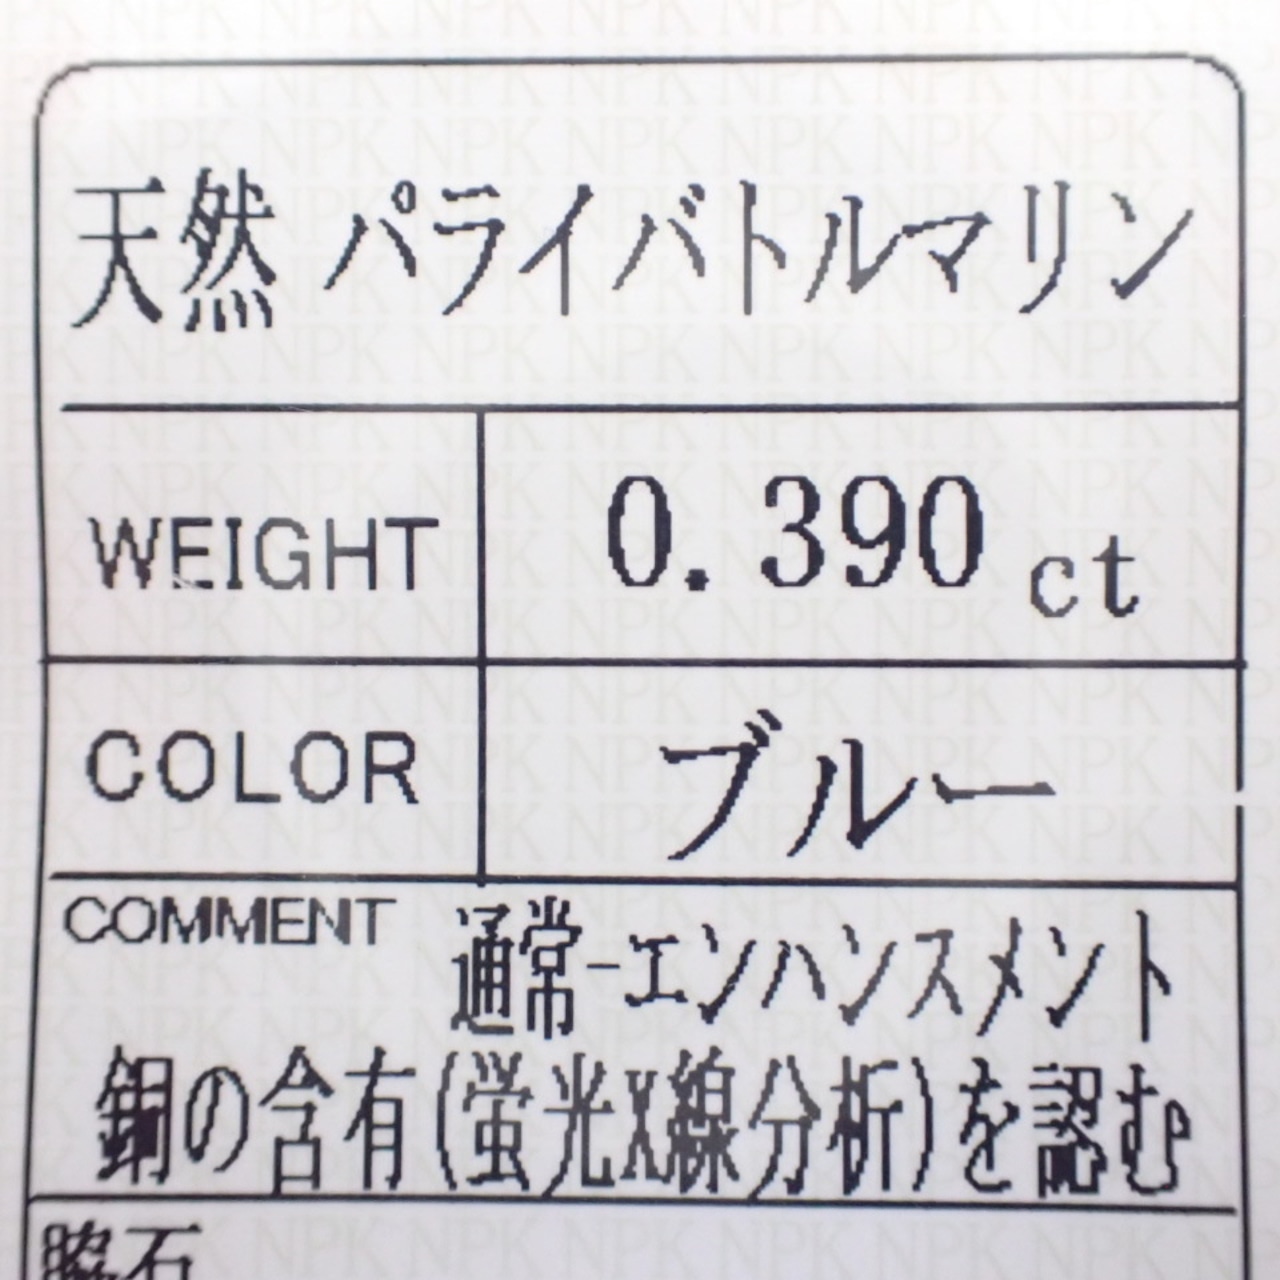 天然 パライバトルマリン
WEIGHT 0.390 ct
COLOR ブルー
COMMENT 通常-エンハンスメント
銅の含有(蛍光X線分析)を認む
脇石